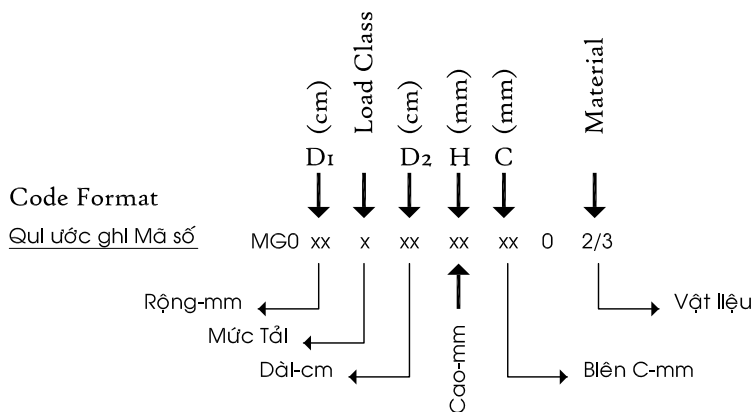 (cm)
Load Class
(cm)
(mm)
(mm)
Material
D1
D2
H
C
Code Format
QuI ước ghI Mã số
MG0 xx x xx xx xx 0 2/3
Rộng-mm
Vật lIệu
Mức TảI
Cao-mm
DàI-cm
BIên C-mm